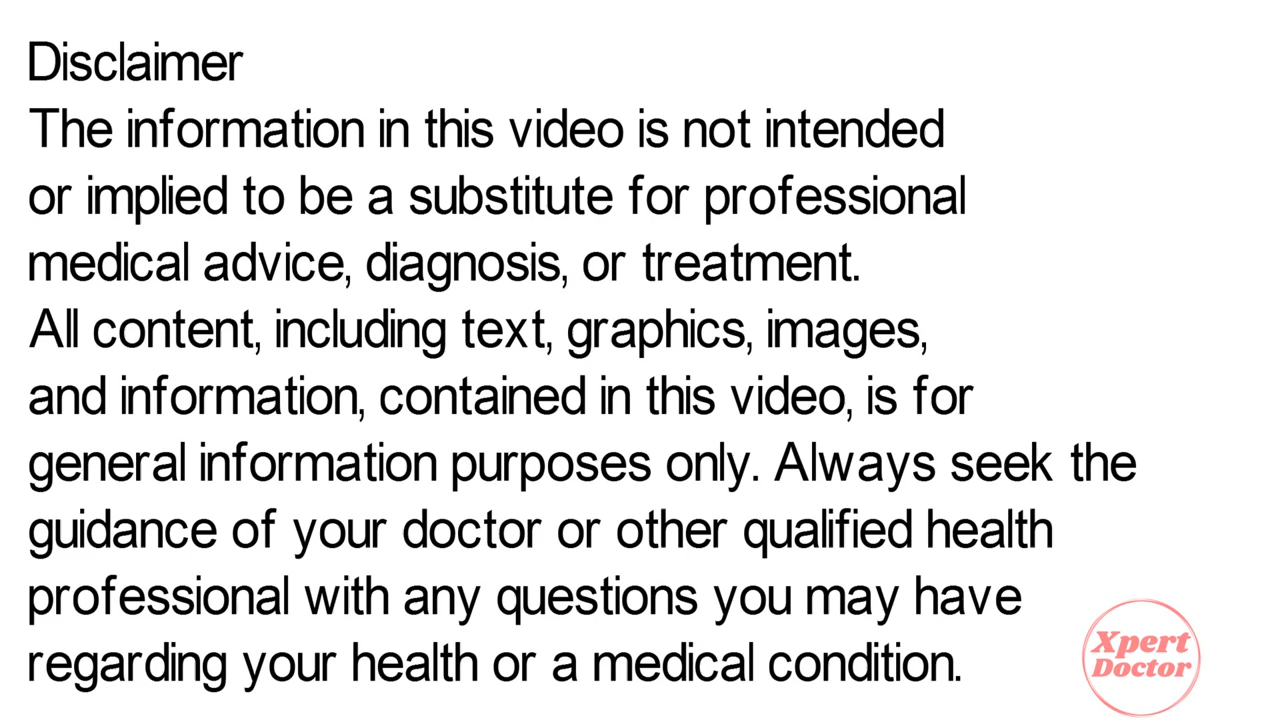 Disclaimer
The information in this video is not intended
or implied to be a substitute for professional
medical advice, diagnosis, or treatment.
All content, including text, graphics, images,
and information, contained in this video, is for
general information purposes only. Always seek the
guidance of your doctor or other qualified health
professional with any questions you may have
regarding your health or a medical condition.
Xpert
Doctor